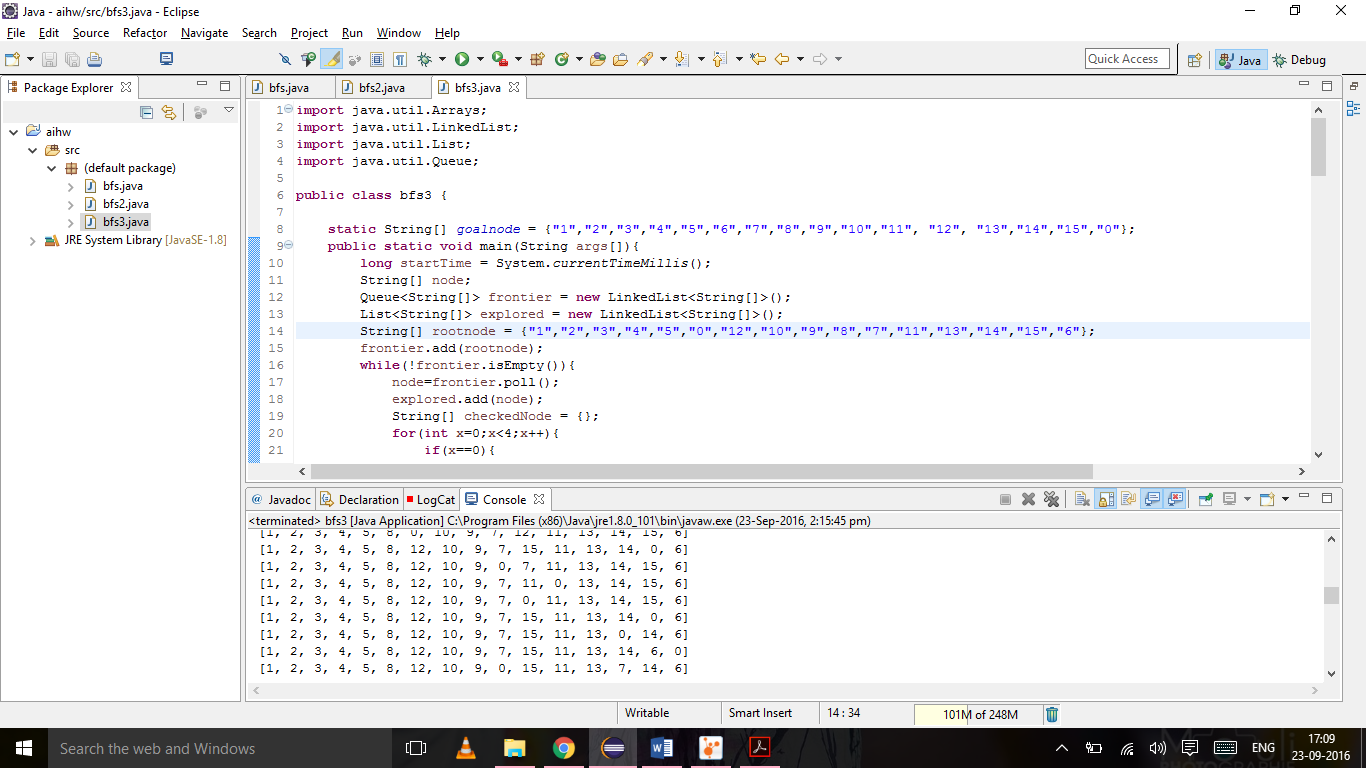 Java - aihw/src/bfs3.java - Eclipse
File Edit Source Refactor Navigate Search Project Run Window Help
Quick Access Java Debug
Package Explorer
aihw
src
(default package)
bfs.java
bfs2.java
bfs3.java
JRE System Library [JavaSE-1.8]
bfs.java bfs2.java bfs3.java
1 import java.util.Arrays;
2 import java.util.LinkedList;
3 import java.util.List;
4 import java.util.Queue;
5
6 public class bfs3 {
7
8 static String[] goalnode = {"1","2","3","4","5","6","7","8","9","10","11", "12", "13","14","15","0"};
9 public static void main(String args[]){
10 long startTime = System.currentTimeMillis();
11 String[] node;
12 Queue<String[]> frontier = new LinkedList<String[]>();
13 List<String[]> explored = new LinkedList<String[]>();
14 String[] rootnode = {"1","2","3","4","5","0","12","10","9","8","7","11","13","14","15","6"};
15 frontier.add(rootnode);
16 while(!frontier.isEmpty()){
17 node=frontier.poll();
18 explored.add(node);
19 String[] checkedNode = {};
20 for(int x=0;x<4;x++){
21 if(x==0){
@ Javadoc Declaration LogCat Console
<terminated> bfs3 [Java Application] C:\Program Files (x86)\Java\jre1.8.0_101\bin\javaw.exe (23-Sep-2016, 2:15:45 pm)
[1, 2, 3, 4, 5, 8, 0, 10, 9, 7, 12, 11, 13, 14, 15, 6]
[1, 2, 3, 4, 5, 8, 12, 10, 9, 7, 15, 11, 13, 14, 0, 6]
[1, 2, 3, 4, 5, 8, 12, 10, 9, 0, 7, 11, 13, 14, 15, 6]
[1, 2, 3, 4, 5, 8, 12, 10, 9, 7, 11, 0, 13, 14, 15, 6]
[1, 2, 3, 4, 5, 8, 12, 10, 9, 7, 0, 11, 13, 14, 15, 6]
[1, 2, 3, 4, 5, 8, 12, 10, 9, 7, 15, 11, 13, 14, 0, 6]
[1, 2, 3, 4, 5, 8, 12, 10, 9, 7, 15, 11, 13, 0, 14, 6]
[1, 2, 3, 4, 5, 8, 12, 10, 9, 7, 15, 11, 13, 14, 6, 0]
[1, 2, 3, 4, 5, 8, 12, 10, 9, 0, 15, 11, 13, 7, 14, 6]
Writable Smart Insert 14 : 34 101M of 248M
Search the web and Windows
ENG
17:09
23-09-2016